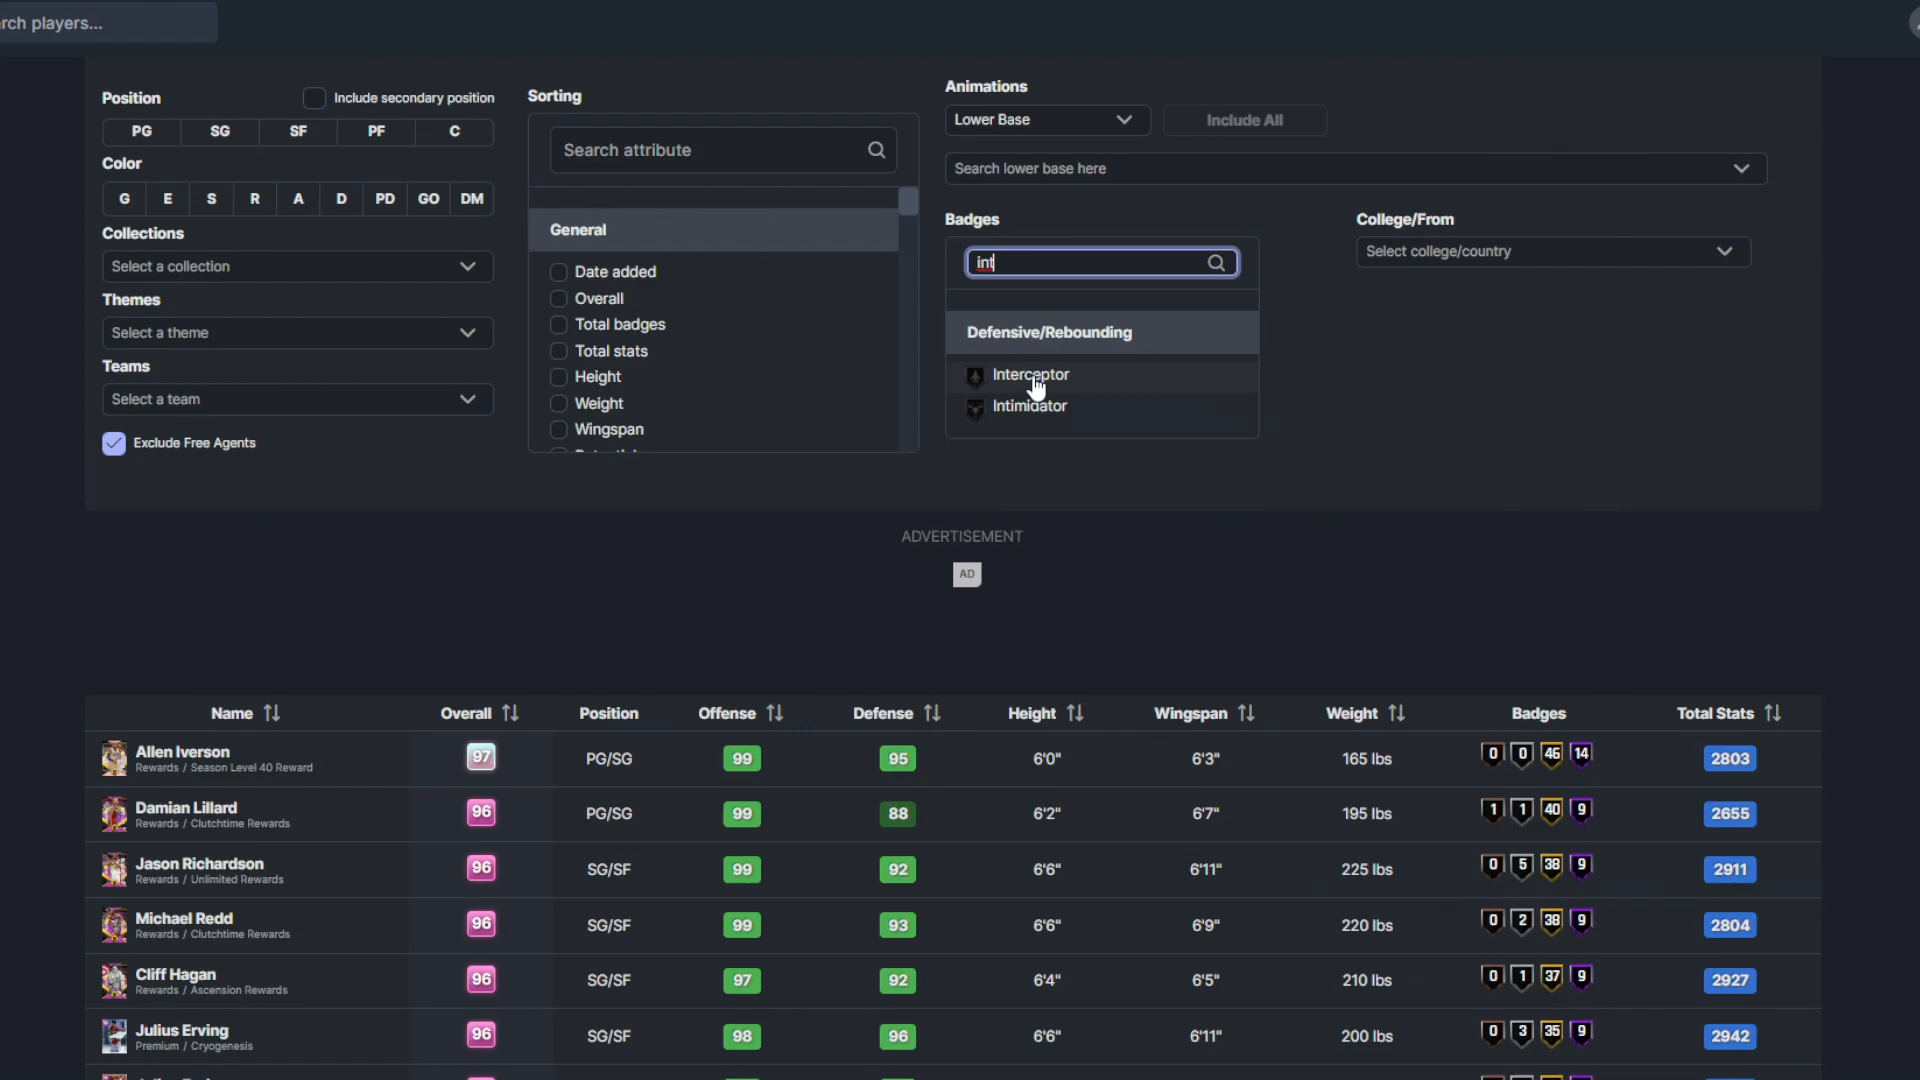 rch players...
Position
Include secondary position
PG SG SF PF C
Color
G E S R A D PD GO DM
Collections
Select a collection
Themes
Select a theme
Teams
Select a team
Exclude Free Agents
Sorting
Search attribute
General
Date added
Overall
Total badges
Total stats
Height
Weight
Wingspan
Animations
Lower Base
Include All
Search lower base here
Badges
int
Defensive/Rebounding
Interceptor
Intimidator
College/From
Select college/country
ADVERTISEMENT
AD
Name Overall Position Offense Defense Height Wingspan Weight Badges Total Stats
Allen Iverson 97 PG/SG 99 95 6'0" 6'3" 165 lbs 0 0 46 14 2803
Rewards / Season Level 40 Reward
Damian Lillard 96 PG/SG 99 88 6'2" 6'7" 195 lbs 1 1 40 9 2655
Rewards / Clutchtime Rewards
Jason Richardson 96 SG/SF 99 92 6'6" 6'11" 225 lbs 0 5 38 9 2911
Rewards / Unlimited Rewards
Michael Redd 96 SG/SF 99 93 6'6" 6'9" 220 lbs 0 2 38 9 2804
Rewards / Clutchtime Rewards
Cliff Hagan 96 SG/SF 97 92 6'4" 6'5" 210 lbs 0 1 37 9 2927
Rewards / Ascension Rewards
Julius Erving 96 SG/SF 98 96 6'6" 6'11" 200 lbs 0 3 35 9 2942
Premium / Cryogenesis